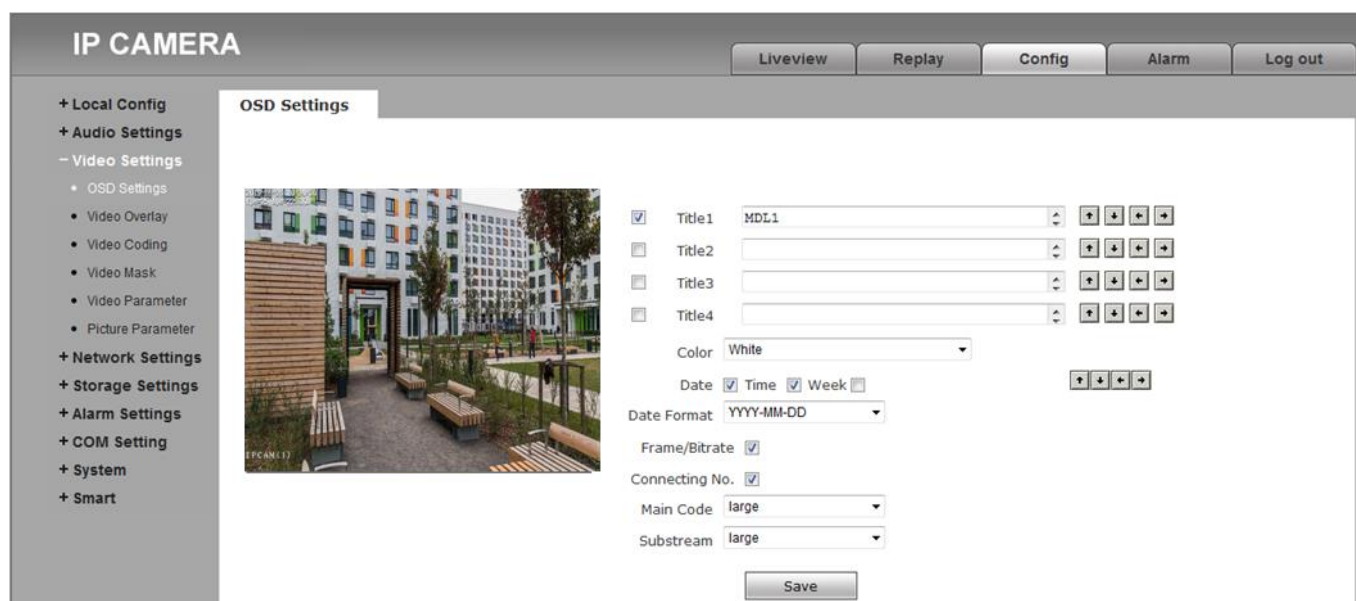 IP CAMERA
Liveview Replay Config Alarm Log out
+ Local Config
+ Audio Settings
− Video Settings
• OSD Settings
• Video Overlay
• Video Coding
• Video Mask
• Video Parameter
• Picture Parameter
+ Network Settings
+ Storage Settings
+ Alarm Settings
+ COM Setting
+ System
+ Smart
OSD Settings
IPCAM(1)
Title1 MDL1
Title2
Title3
Title4
Color White
Date Time Week
Date Format YYYY-MM-DD
Frame/Bitrate
Connecting No.
Main Code large
Substream large
Save